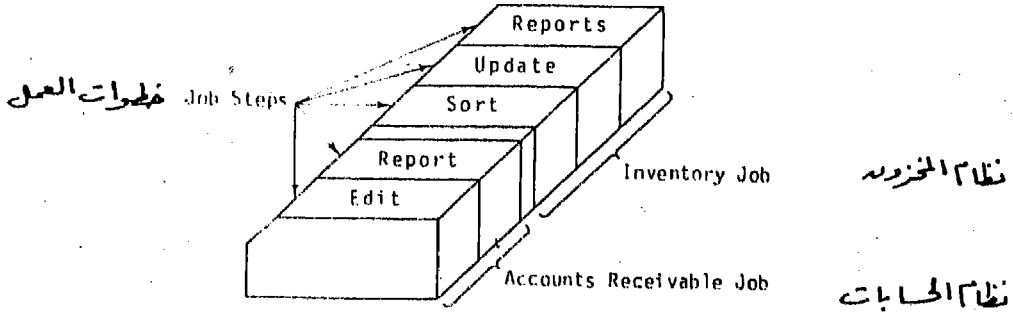 Reports
Update
خطوات العمل Job Steps
Sort
Report
Inventory Job نظام المخزون
Edit
Accounts Receivable Job نظام الحسابات